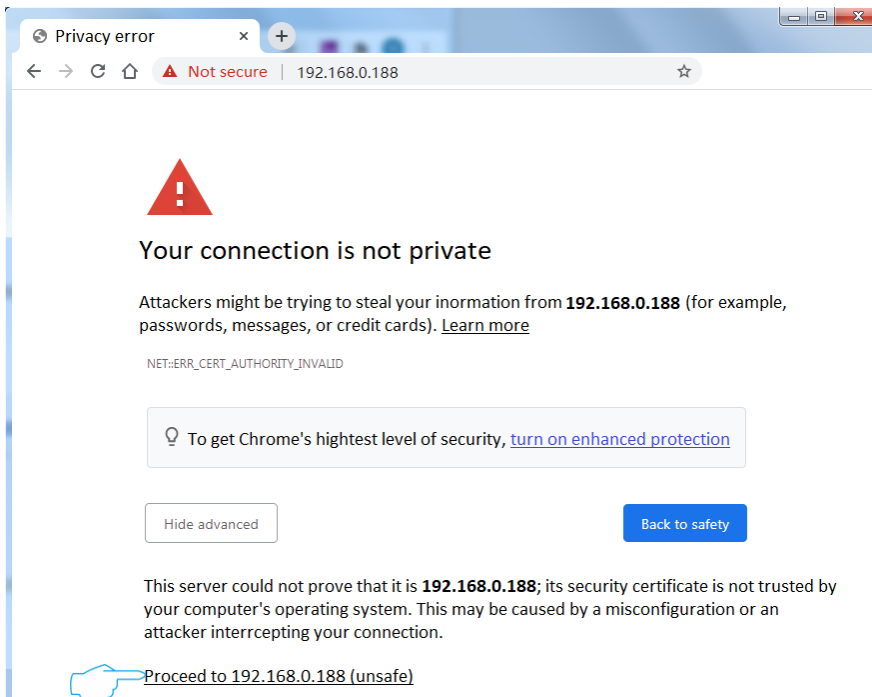 Privacy error
Not secure | 192.168.0.188
Your connection is not private
Attackers might be trying to steal your inormation from 192.168.0.188 (for example,
passwords, messages, or credit cards). Learn more
NET::ERR_CERT_AUTHORITY_INVALID
To get Chrome's hightest level of security, turn on enhanced protection
Hide advanced
Back to safety
This server could not prove that it is 192.168.0.188; its security certificate is not trusted by
your computer's operating system. This may be caused by a misconfiguration or an
attacker interrcepting your connection.
Proceed to 192.168.0.188 (unsafe)